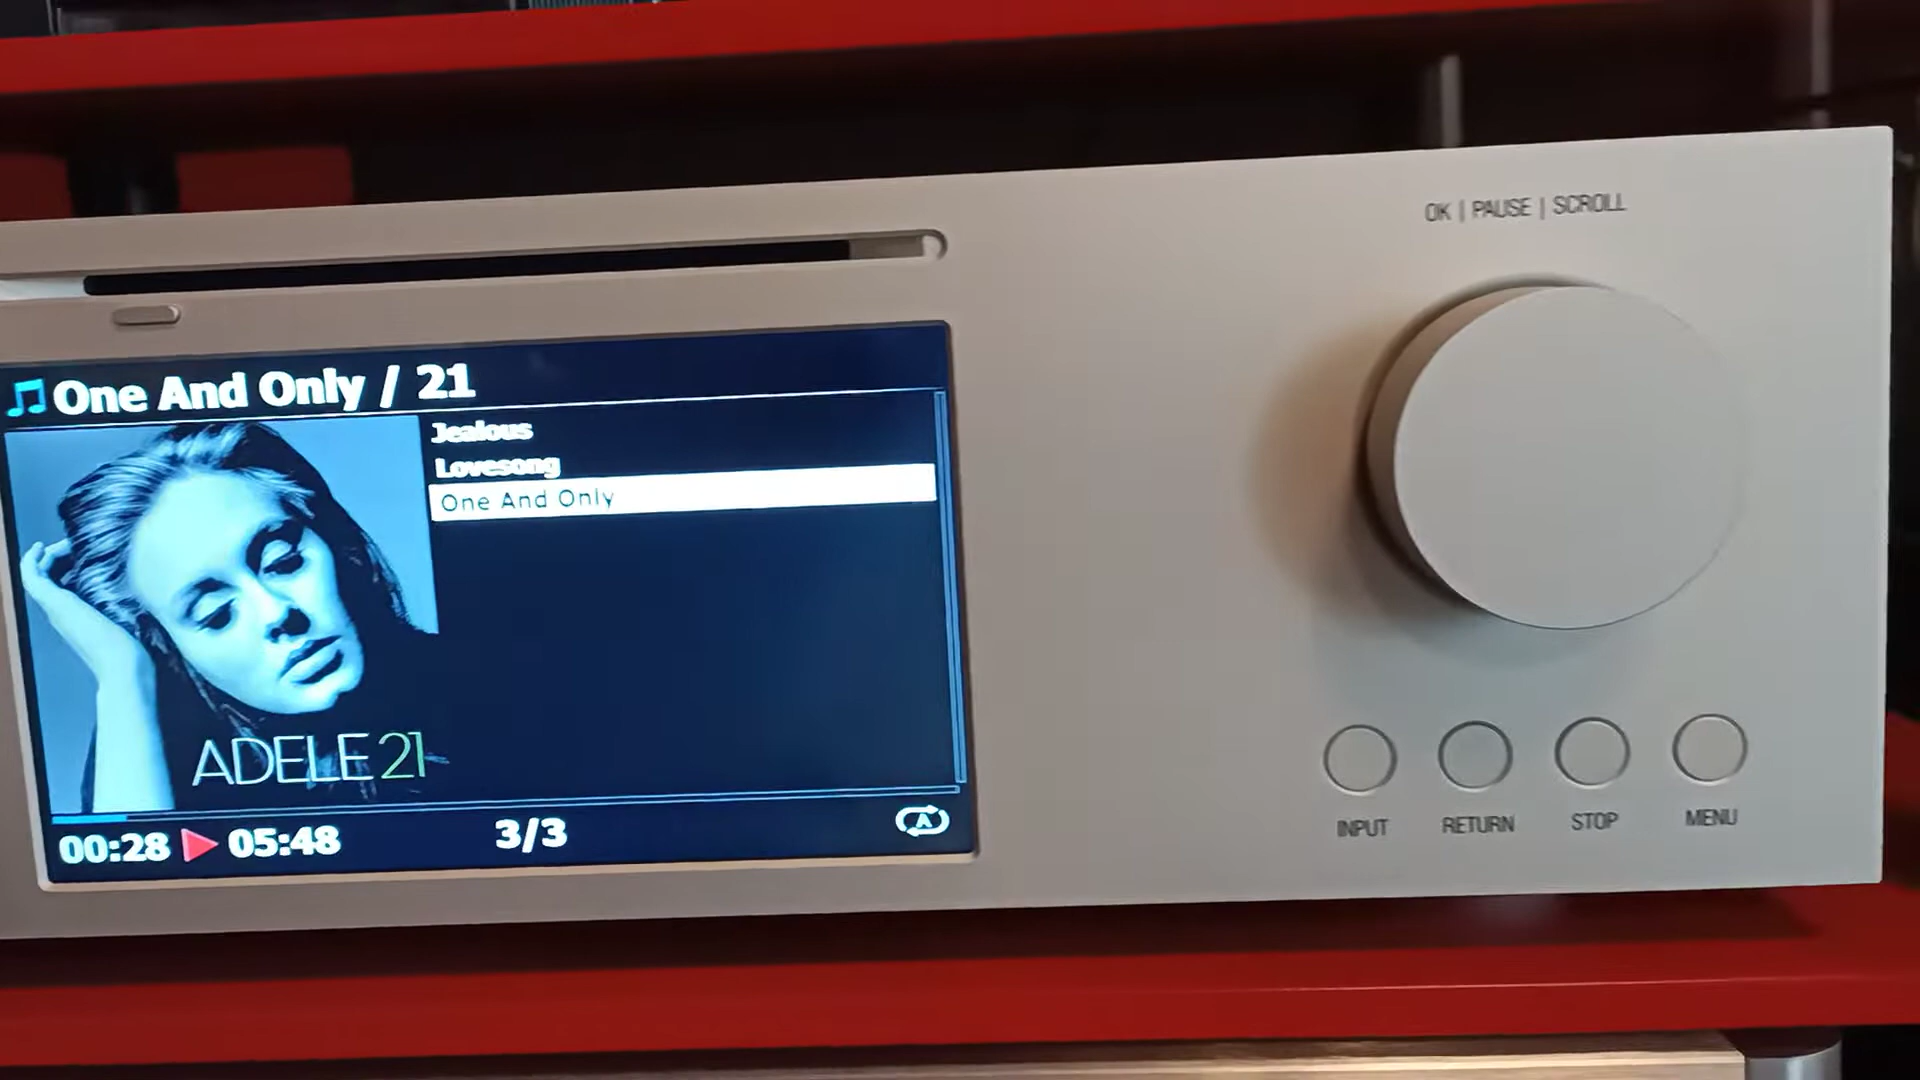 OK | PAUSE | SCROLL
One And Only / 21
Jealous
Lovesong
One And Only
ADELE 21
00:28 05:48 3/3 A
INPUT RETURN STOP MENU